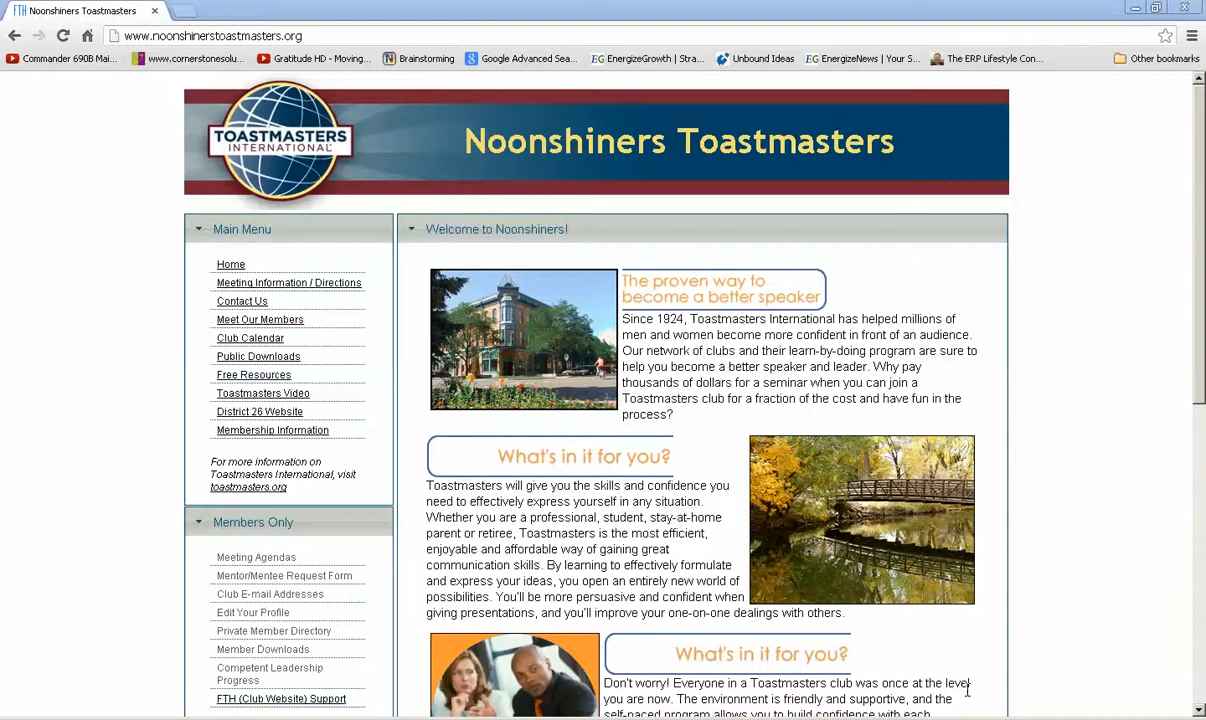 FTH Noonshiners Toastmasters
www.noonshinerstoastmasters.org
Commander 690B Mai...
www.cornerstonesolu...
Gratitude HD - Moving...
Brainstorming
Google Advanced Sea...
EG EnergizeGrowth | Stra...
Unbound Ideas
EG EnergizeNews | Your S...
The ERP Lifestyle Con...
Other bookmarks
TOASTMASTERS
INTERNATIONAL
Noonshiners Toastmasters
Main Menu
Home
Meeting Information / Directions
Contact Us
Meet Our Members
Club Calendar
Public Downloads
Free Resources
Toastmasters Video
District 26 Website
Membership Information
For more information on
Toastmasters International, visit
toastmasters.org
Members Only
Meeting Agendas
Mentor/Mentee Request Form
Club E-mail Addresses
Edit Your Profile
Private Member Directory
Member Downloads
Competent Leadership
Progress
FTH (Club Website) Support
Welcome to Noonshiners!
The proven way to
become a better speaker
Since 1924, Toastmasters International has helped millions of
men and women become more confident in front of an audience.
Our network of clubs and their learn-by-doing program are sure to
help you become a better speaker and leader. Why pay
thousands of dollars for a seminar when you can join a
Toastmasters club for a fraction of the cost and have fun in the
process?
What's in it for you?
Toastmasters will give you the skills and confidence you
need to effectively express yourself in any situation.
Whether you are a professional, student, stay-at-home
parent or retiree, Toastmasters is the most efficient,
enjoyable and affordable way of gaining great
communication skills. By learning to effectively formulate
and express your ideas, you open an entirely new world of
possibilities. You'll be more persuasive and confident when
giving presentations, and you'll improve your one-on-one dealings with others.
What's in it for you?
Don't worry! Everyone in a Toastmasters club was once at the level
you are now. The environment is friendly and supportive, and the
self-paced program allows you to build confidence with each